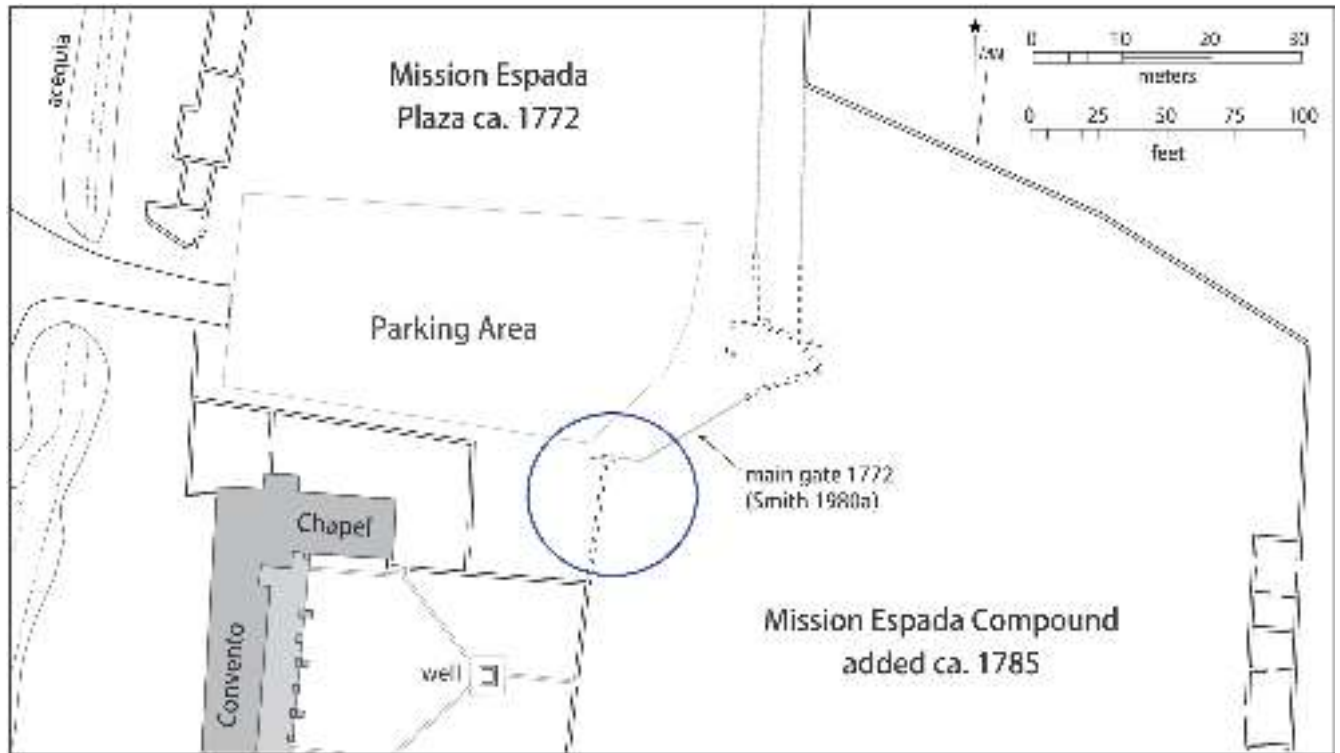 acequia
Mission Espada
Plaza ca. 1772
MN
0 10 20 30
meters
0 25 50 75 100
feet
Parking Area
main gate 1772
(Smith 1980a)
Chapel
Convento
well
Mission Espada Compound
added ca. 1785